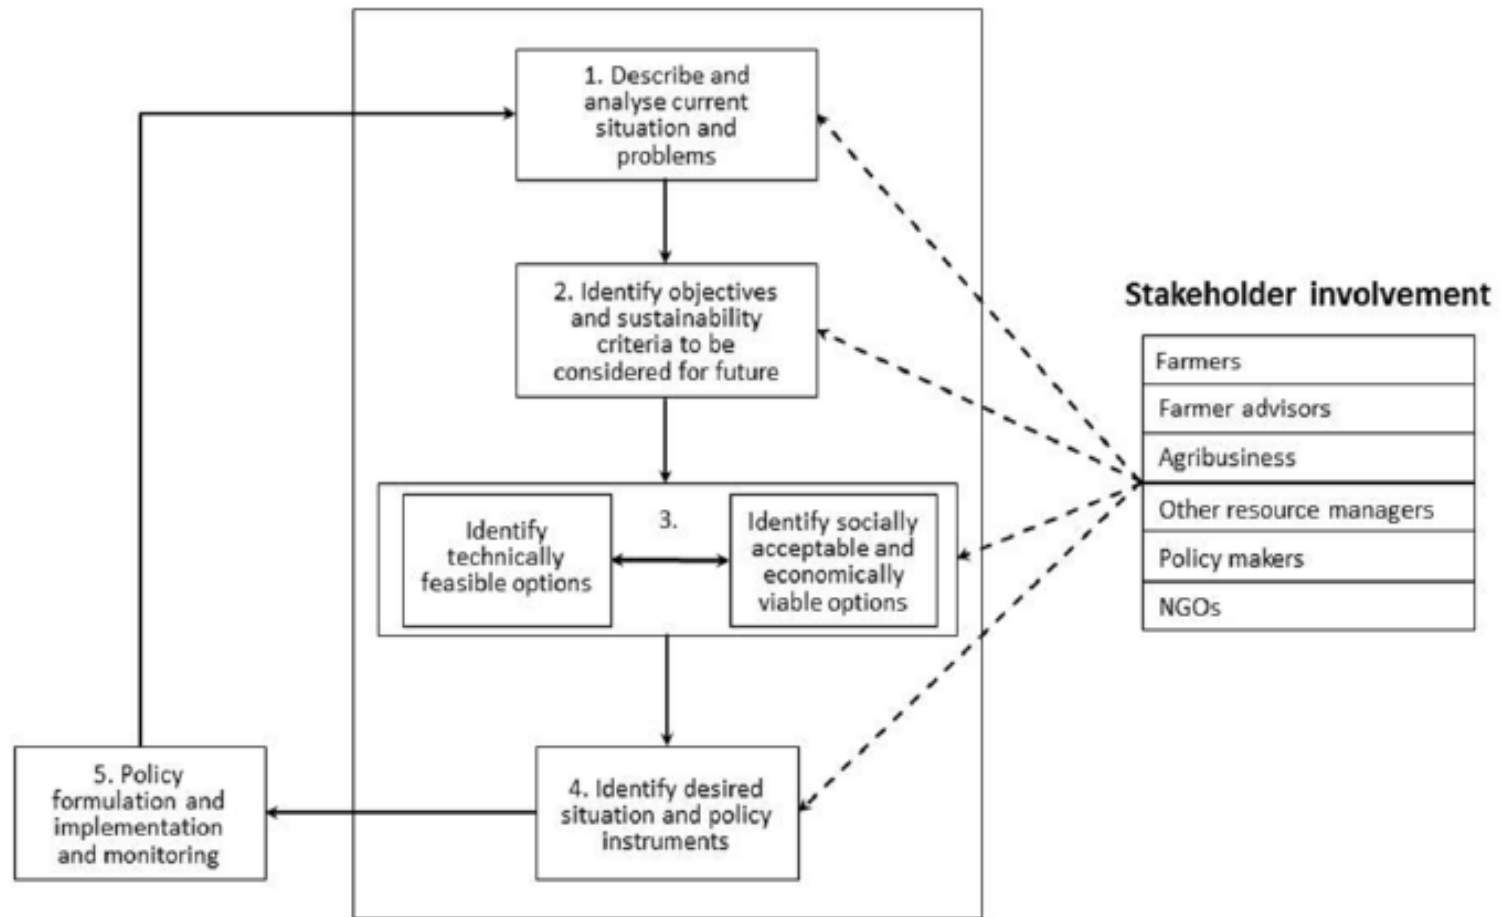 1. Describe and
analyse current
situation and
problems
2. Identify objectives
and sustainability
criteria to be
considered for future
3.
Identify
technically
feasible options
Identify socially
acceptable and
economically
viable options
4. Identify desired
situation and policy
instruments
5. Policy
formulation and
implementation
and monitoring
Stakeholder involvement
Farmers
Farmer advisors
Agribusiness
Other resource managers
Policy makers
NGOs